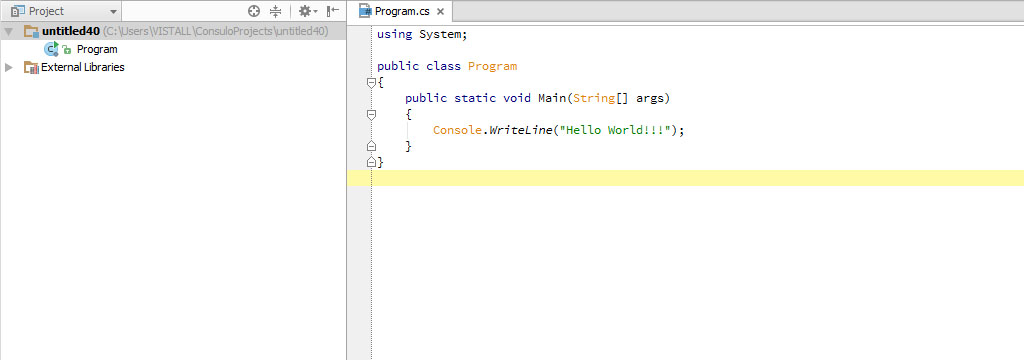 Project
untitled40 (C:\Users\VISTALL\ConsuloProjects\untitled40)
Program
External Libraries
Program.cs
using System;
public class Program
{
public static void Main(String[] args)
{
Console.WriteLine("Hello World!!!");
}
}